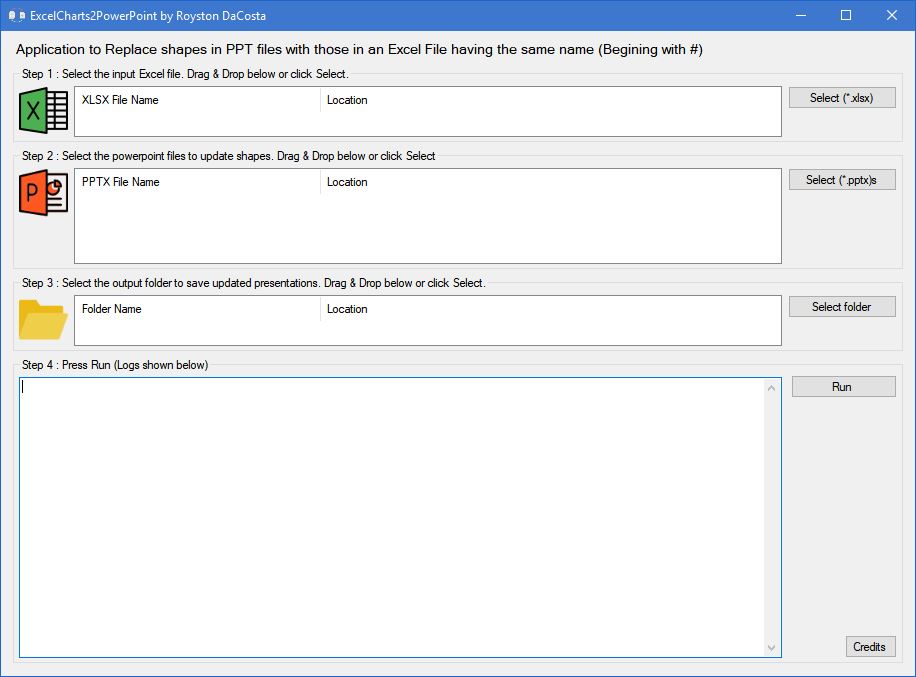 ExcelCharts2PowerPoint by Royston DaCosta
Application to Replace shapes in PPT files with those in an Excel File having the same name (Begining with #)
Step 1 : Select the input Excel file. Drag & Drop below or click Select.
X
XLSX File Name Location
Select (*.xlsx)
Step 2 : Select the powerpoint files to update shapes. Drag & Drop below or click Select
P
PPTX File Name Location
Select (*.pptx)s
Step 3 : Select the output folder to save updated presentations. Drag & Drop below or click Select.
Folder Name Location
Select folder
Step 4 : Press Run (Logs shown below)
Run
Credits